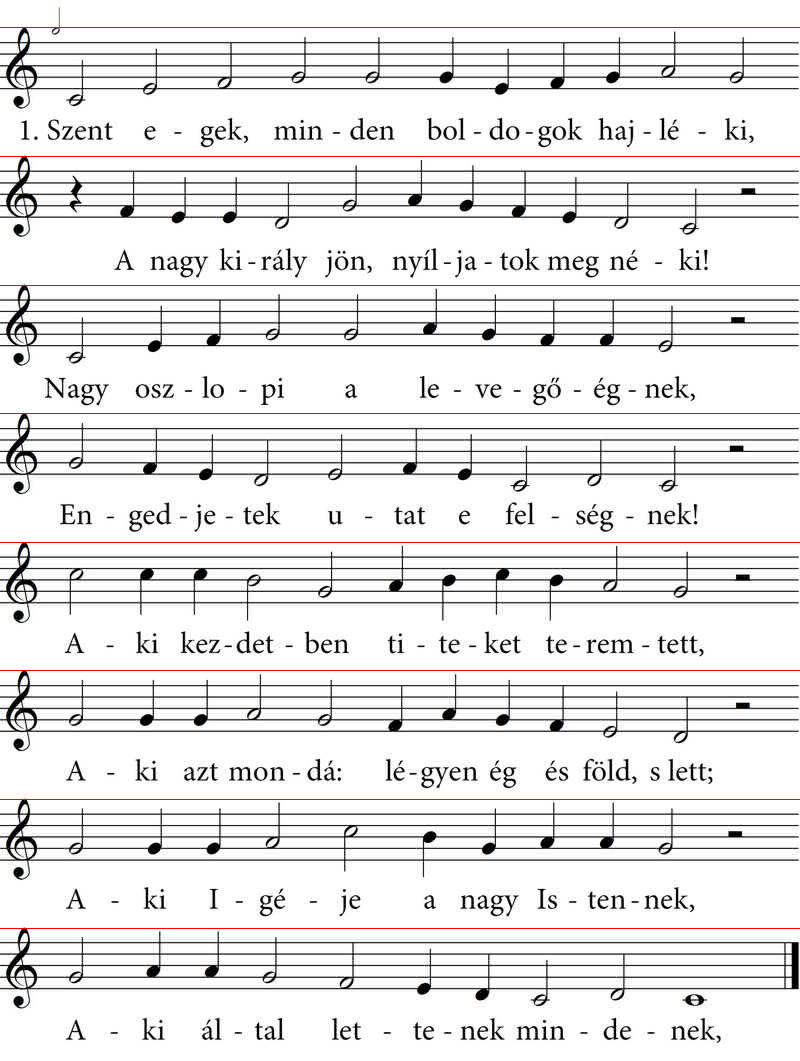 1. Szent e - gek, min - den bol - do - gok haj - lé - ki,
A nagy ki - rály jön, nyíl - ja - tok meg né - ki!
Nagy osz - lo - pi a le - ve - gő - ég - nek,
En - ged - je - tek u - tat e fel - ség - nek!
A - ki kez - det - ben ti - te - ket te - rem - tett,
A - ki azt mon - dá: lé - gyen ég és föld, s lett;
A - ki I - gé - je a nagy Is - ten - nek,
A - ki ál - tal let - te - nek min - de - nek,